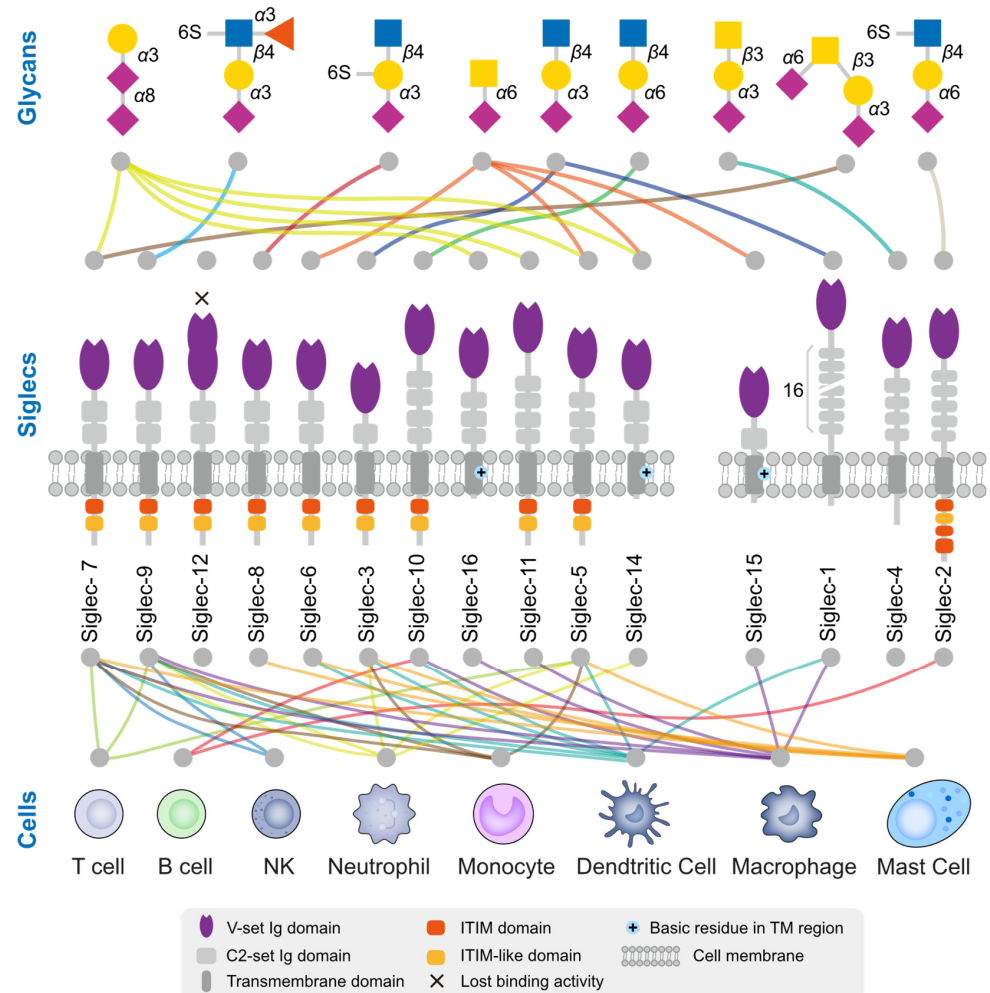 Glycans
α3
α8
6S
α3
β4
α3
6S
β4
α3
α6
β4
α3
β4
α6
β3
α3
α6
β3
α3
6S
β4
α6
Siglecs
×
16
+
+
+
Siglec- 7
Siglec-9
Siglec-12
Siglec-8
Siglec-6
Siglec-3
Siglec-10
Siglec-16
Siglec-11
Siglec-5
Siglec-14
Siglec-15
Siglec-1
Siglec-4
Siglec-2
Cells
T cell
B cell
NK
Neutrophil
Monocyte
Dendtritic Cell
Macrophage
Mast Cell
V-set Ig domain
ITIM domain
+ Basic residue in TM region
C2-set Ig domain
ITIM-like domain
Cell membrane
Transmembrane domain
× Lost binding activity